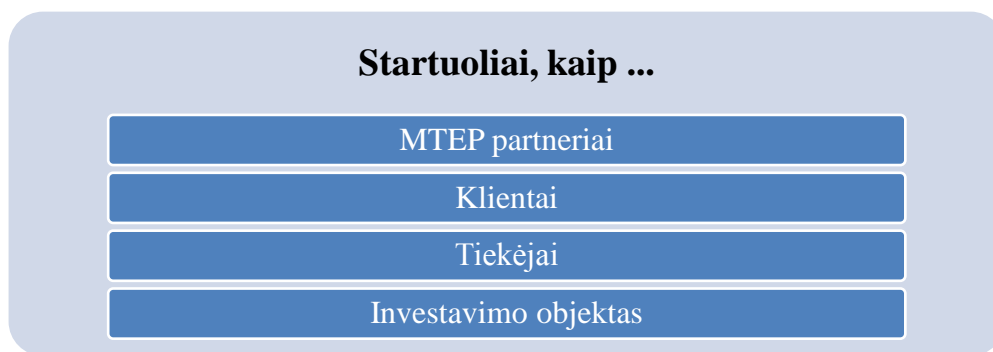 Startuoliai, kaip ...
MTEP partneriai
Klientai
Tiekėjai
Investavimo objektas